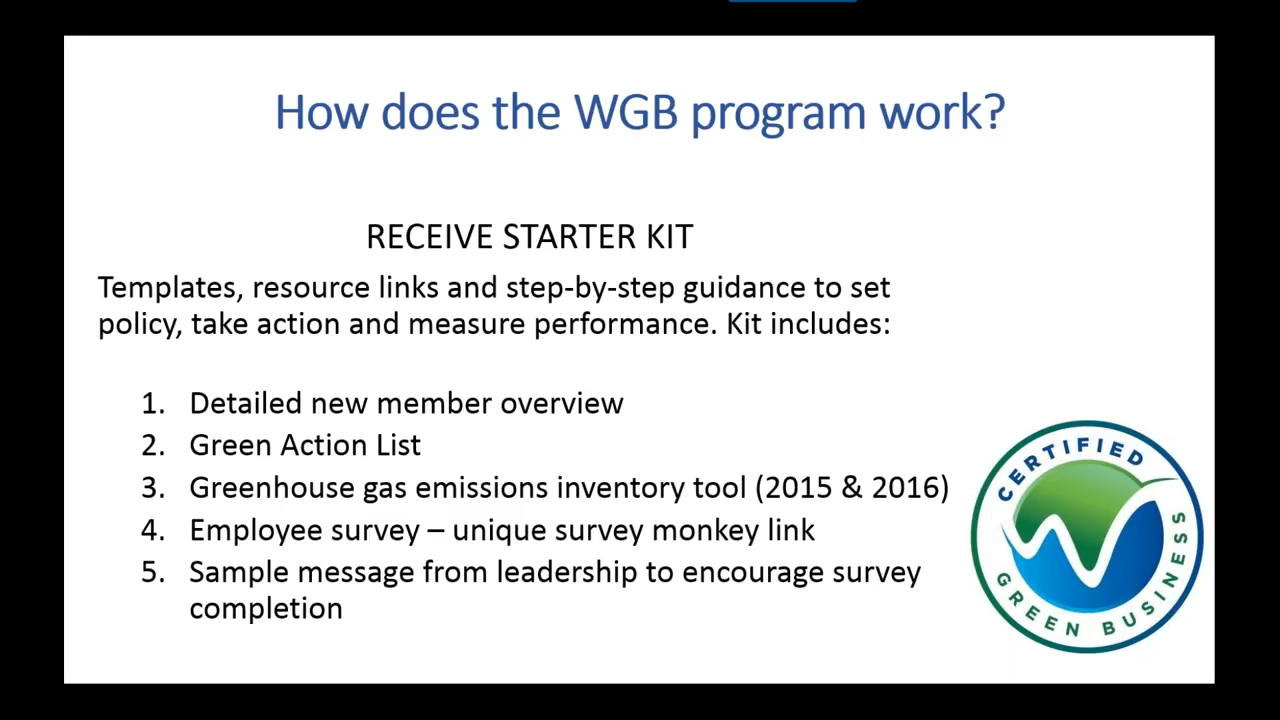 How does the WGB program work?
RECEIVE STARTER KIT
Templates, resource links and step-by-step guidance to set
policy, take action and measure performance. Kit includes:
1. Detailed new member overview
2. Green Action List
3. Greenhouse gas emissions inventory tool (2015 & 2016)
4. Employee survey – unique survey monkey link
5. Sample message from leadership to encourage survey
completion
CERTIFIED
GREEN BUSINESS